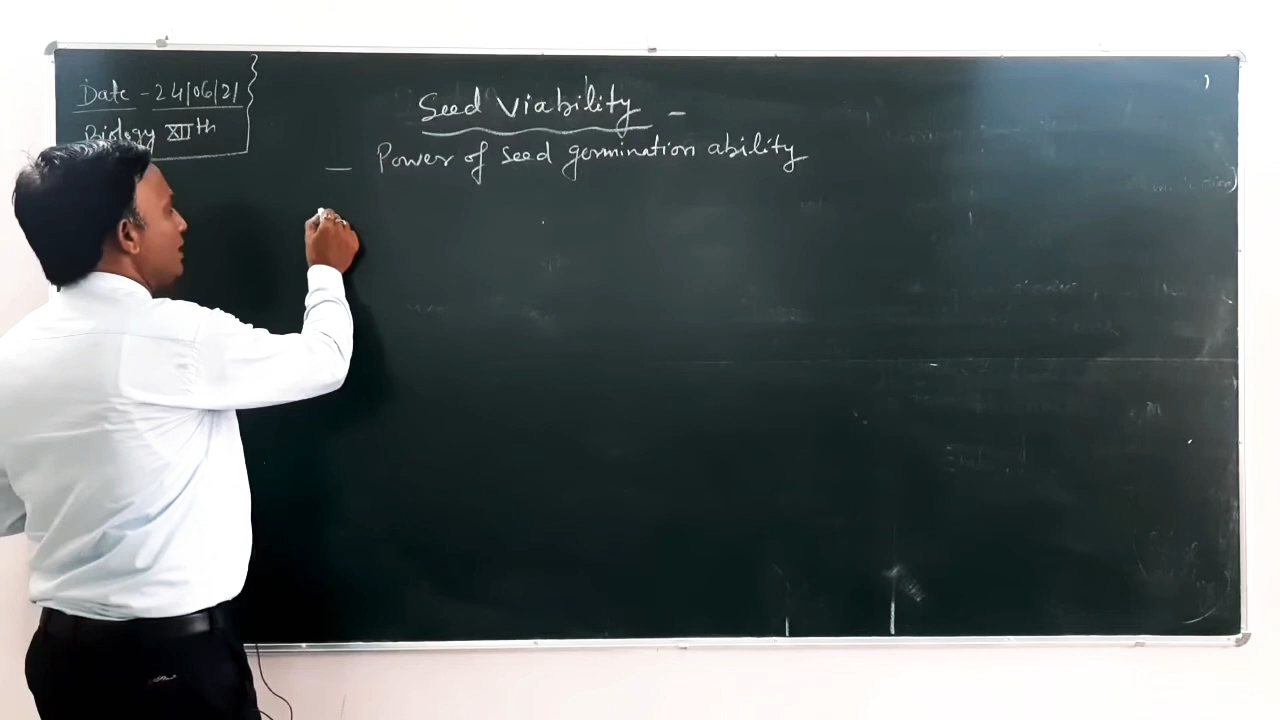 Date - 24/06/21
Biology XIIth
Seed Viability -
— Power of seed germination ability